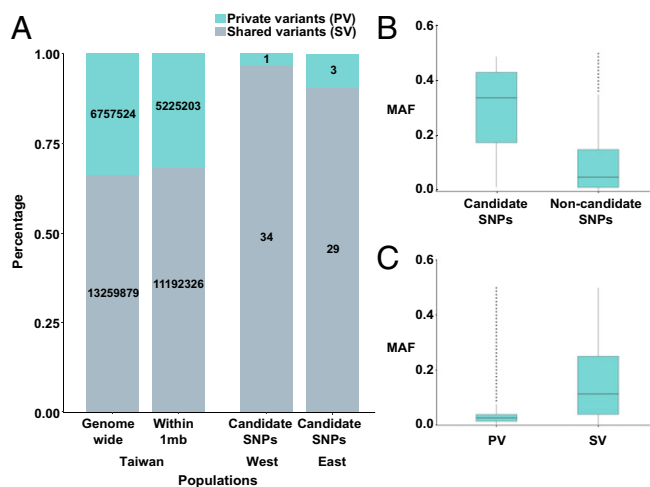 A
Private variants (PV)
Shared variants (SV)
1.00
0.75
0.50
0.25
0.00
Percentage
6757524
5225203
1
3
13259879
11192326
34
29
Genome wide
Within 1mb
Candidate SNPs
Candidate SNPs
Taiwan
West
East
Populations
B
0.6
0.4
MAF
0.2
0.0
Candidate SNPs
Non-candidate SNPs
C
0.6
0.4
MAF
0.2
0.0
PV
SV